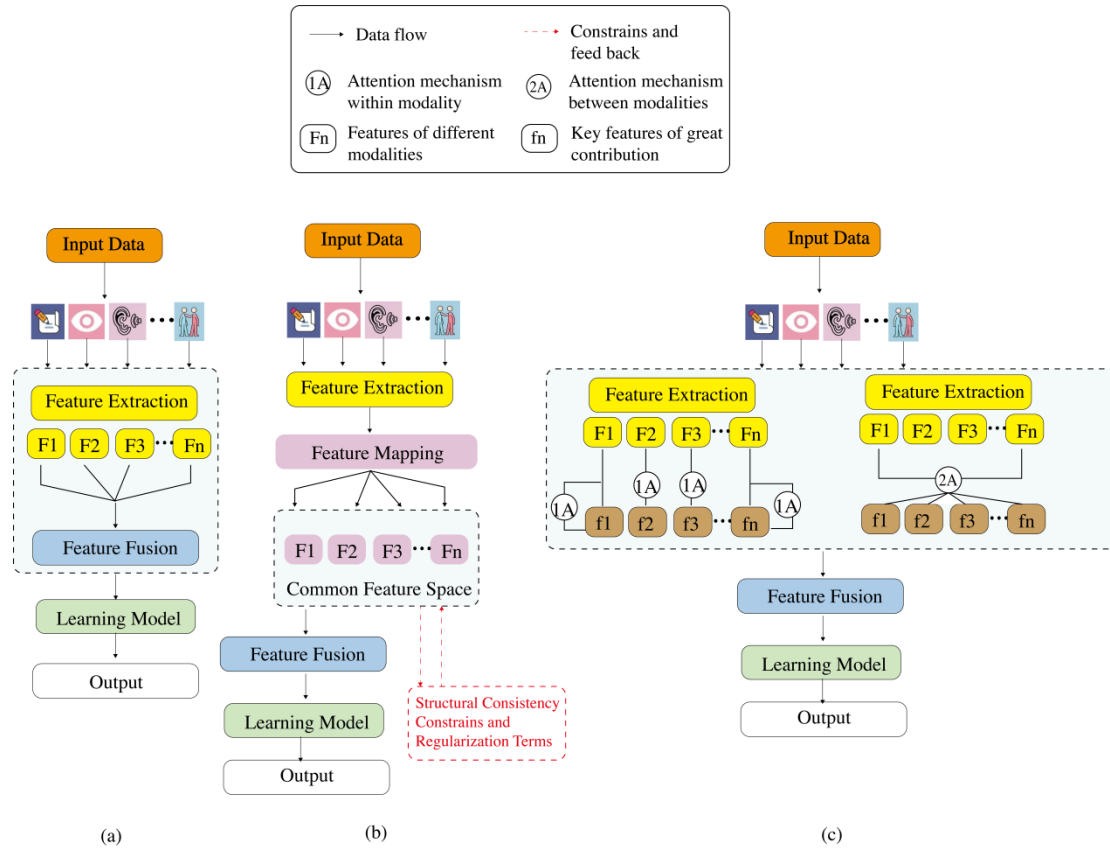 Data flow
Constrains and
feed back
1A
Attention mechanism
within modality
2A
Attention mechanism
between modalities
Fn
Features of different
modalities
fn
Key features of great
contribution
Input Data
Feature Extraction
F1 F2 F3 ••• Fn
Feature Fusion
Learning Model
Output
(a)
Input Data
Feature Extraction
Feature Mapping
F1 F2 F3 ••• Fn
Common Feature Space
Feature Fusion
Structural Consistency
Constrains and
Regularization Terms
Learning Model
Output
(b)
Input Data
Feature Extraction
F1 F2 F3 ••• Fn
1A 1A 1A 1A
f1 f2 f3 ••• fn
Feature Extraction
F1 F2 F3 ••• Fn
2A
f1 f2 f3 ••• fn
Feature Fusion
Learning Model
Output
(c)